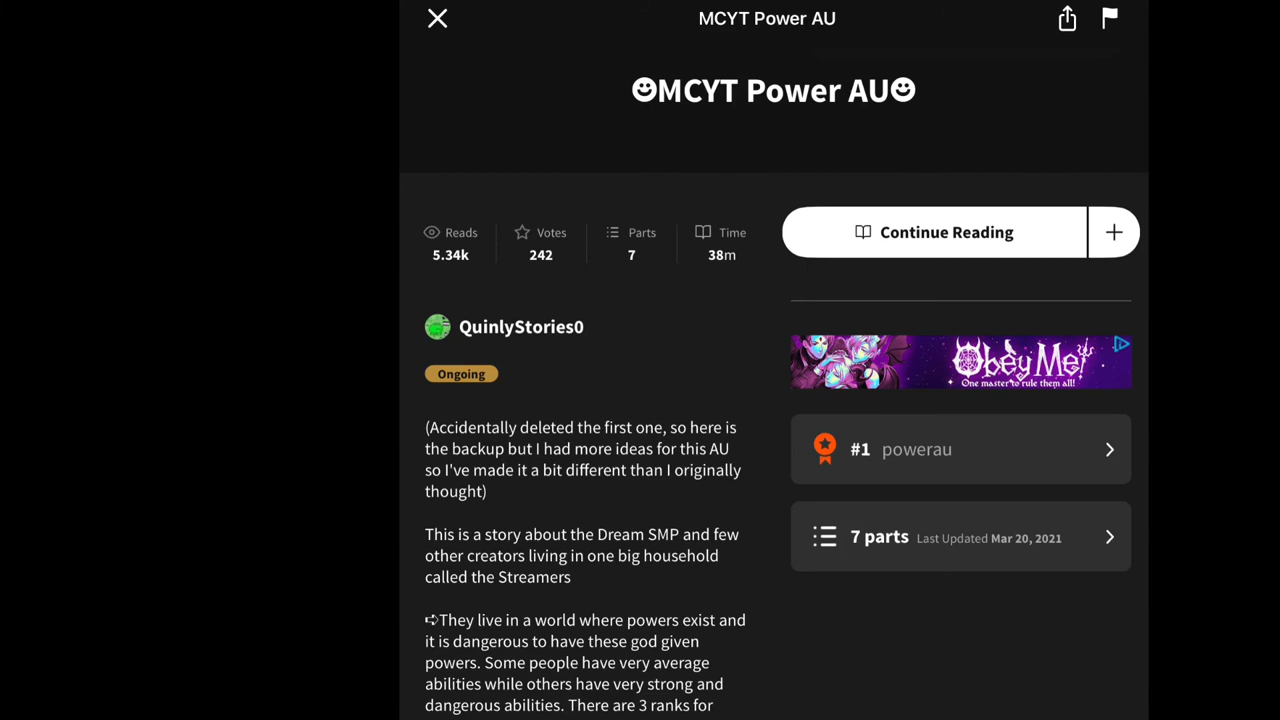 MCYT Power AU
☻MCYT Power AU☻
Reads
5.34k
Votes
242
Parts
7
Time
38m
Continue Reading
QuinlyStories0
Ongoing
(Accidentally deleted the first one, so here is
the backup but I had more ideas for this AU
so I've made it a bit different than I originally
thought)
This is a story about the Dream SMP and few
other creators living in one big household
called the Streamers
➪They live in a world where powers exist and
it is dangerous to have these god given
powers. Some people have very average
abilities while others have very strong and
dangerous abilities. There are 3 ranks for
Obey Me!
One master to rule them all!
#1 powerau
7 parts Last Updated Mar 20, 2021